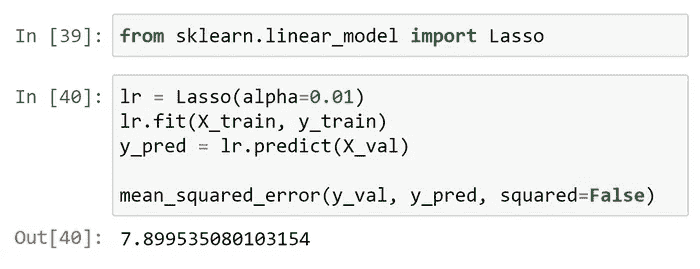 In [39]: from sklearn.linear_model import Lasso
In [40]: lr = Lasso(alpha=0.01)
lr.fit(X_train, y_train)
y_pred = lr.predict(X_val)
mean_squared_error(y_val, y_pred, squared=False)
Out[40]: 7.899535080103154